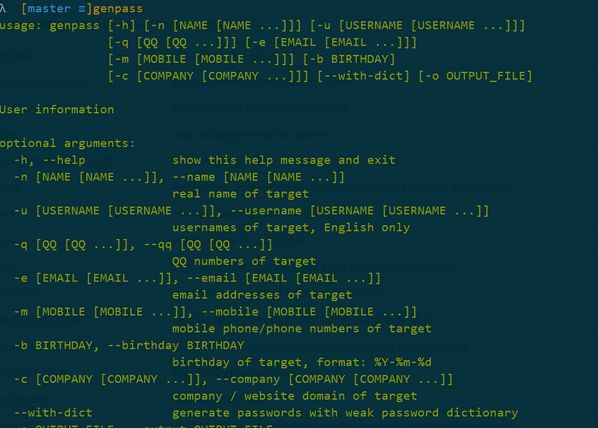 λ [master ≡]genpass
usage: genpass [-h] [-n [NAME [NAME ...]]] [-u [USERNAME [USERNAME ...]]]
[-q [QQ [QQ ...]]] [-e [EMAIL [EMAIL ...]]]
[-m [MOBILE [MOBILE ...]]] [-b BIRTHDAY]
[-c [COMPANY [COMPANY ...]]] [--with-dict] [-o OUTPUT_FILE]
User information
optional arguments:
-h, --help show this help message and exit
-n [NAME [NAME ...]], --name [NAME [NAME ...]]
real name of target
-u [USERNAME [USERNAME ...]], --username [USERNAME [USERNAME ...]]
usernames of target, English only
-q [QQ [QQ ...]], --qq [QQ [QQ ...]]
QQ numbers of target
-e [EMAIL [EMAIL ...]], --email [EMAIL [EMAIL ...]]
email addresses of target
-m [MOBILE [MOBILE ...]], --mobile [MOBILE [MOBILE ...]]
mobile phone/phone numbers of target
-b BIRTHDAY, --birthday BIRTHDAY
birthday of target, format: %Y-%m-%d
-c [COMPANY [COMPANY ...]], --company [COMPANY [COMPANY ...]]
company / website domain of target
--with-dict generate passwords with weak password dictionary
-o OUTPUT_FILE, --output OUTPUT_FILE